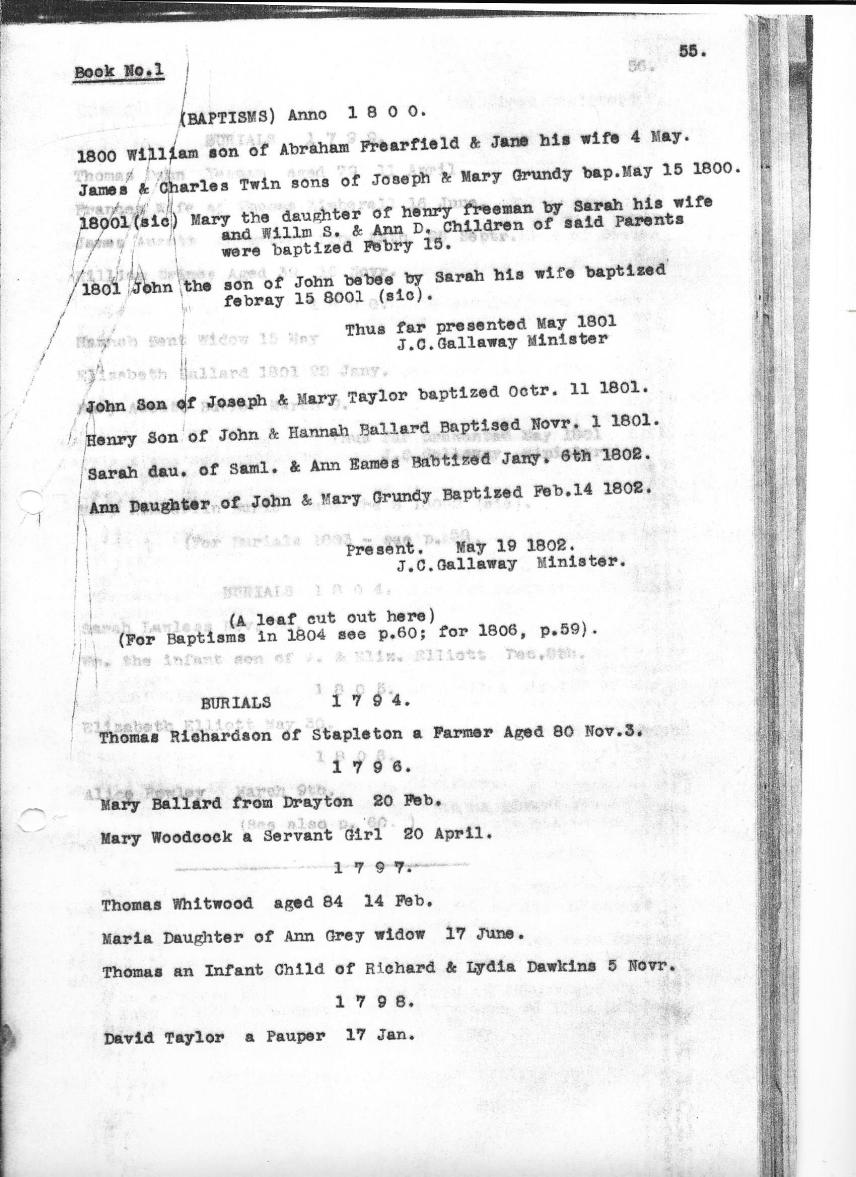 55.
Book No.1
56.
(BAPTISMS) Anno 1 8 0 0.
1800 William son of Abraham Frearfield & Jane his wife 4 May.
James & Charles Twin sons of Joseph & Mary Grundy bap.May 15 1800.
18001(sic) Mary the daughter of henry freeman by Sarah his wife
and Willm S. & Ann D. Children of said Parents
were baptized Febry 15.
1801 John the son of John bebee by Sarah his wife baptized
febray 15 8001 (sic).
Thus far presented May 1801
J.C.Gallaway Minister
John Son of Joseph & Mary Taylor baptized Octr. 11 1801.
Henry Son of John & Hannah Ballard Baptised Novr. 1 1801.
Sarah dau. of Saml. & Ann Eames Babtized Jany. 6th 1802.
Ann Daughter of John & Mary Grundy Baptized Feb.14 1802.
Present. May 19 1802.
J.C.Gallaway Minister.
(A leaf cut out here)
(For Baptisms in 1804 see p.60; for 1806, p.59).
BURIALS 1 7 9 4.
Thomas Richardson of Stapleton a Farmer Aged 80 Nov.3.
1 7 9 6.
Mary Ballard from Drayton 20 Feb.
Mary Woodcock a Servant Girl 20 April.
1 7 9 7.
Thomas Whitwood aged 84 14 Feb.
Maria Daughter of Ann Grey widow 17 June.
Thomas an Infant Child of Richard & Lydia Dawkins 5 Novr.
1 7 9 8.
David Taylor a Pauper 17 Jan.